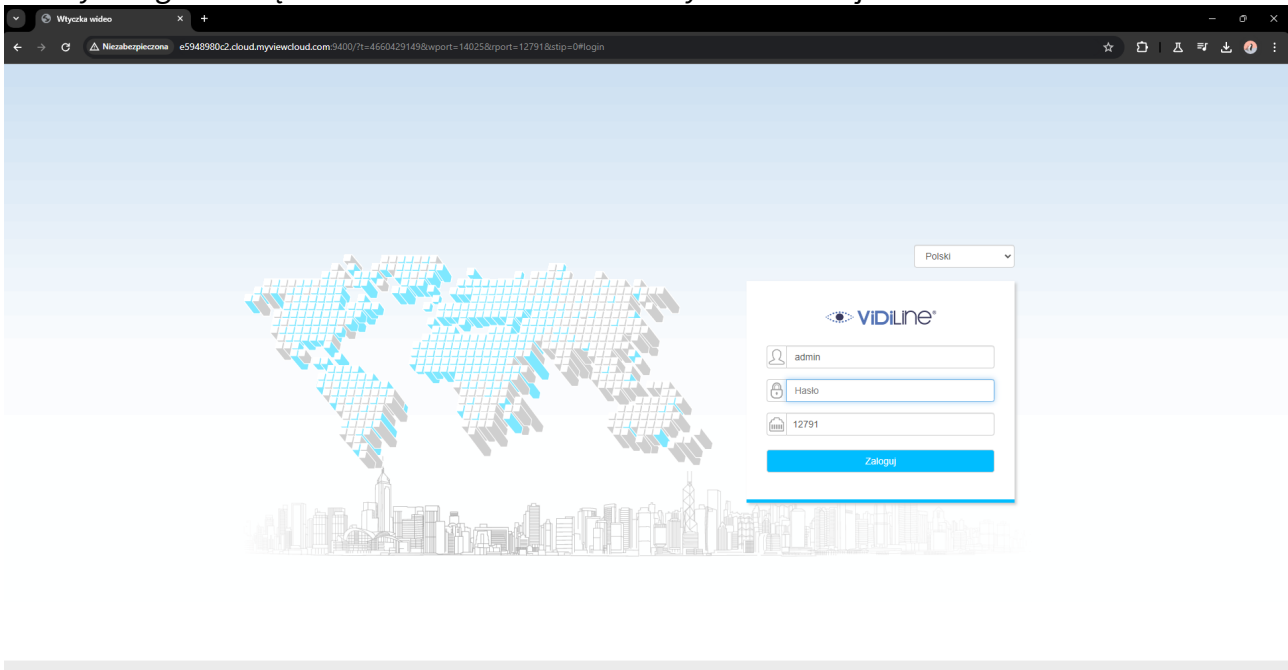 Wtyczka wideo
Niezabezpieczona
e5948980c2.cloud.myviewcloud.com:9400/?t=4660429149&wport=14025&rport=12791&stip=0#login
Polski
ViDiLine®
admin
Hasło
12791
Zaloguj